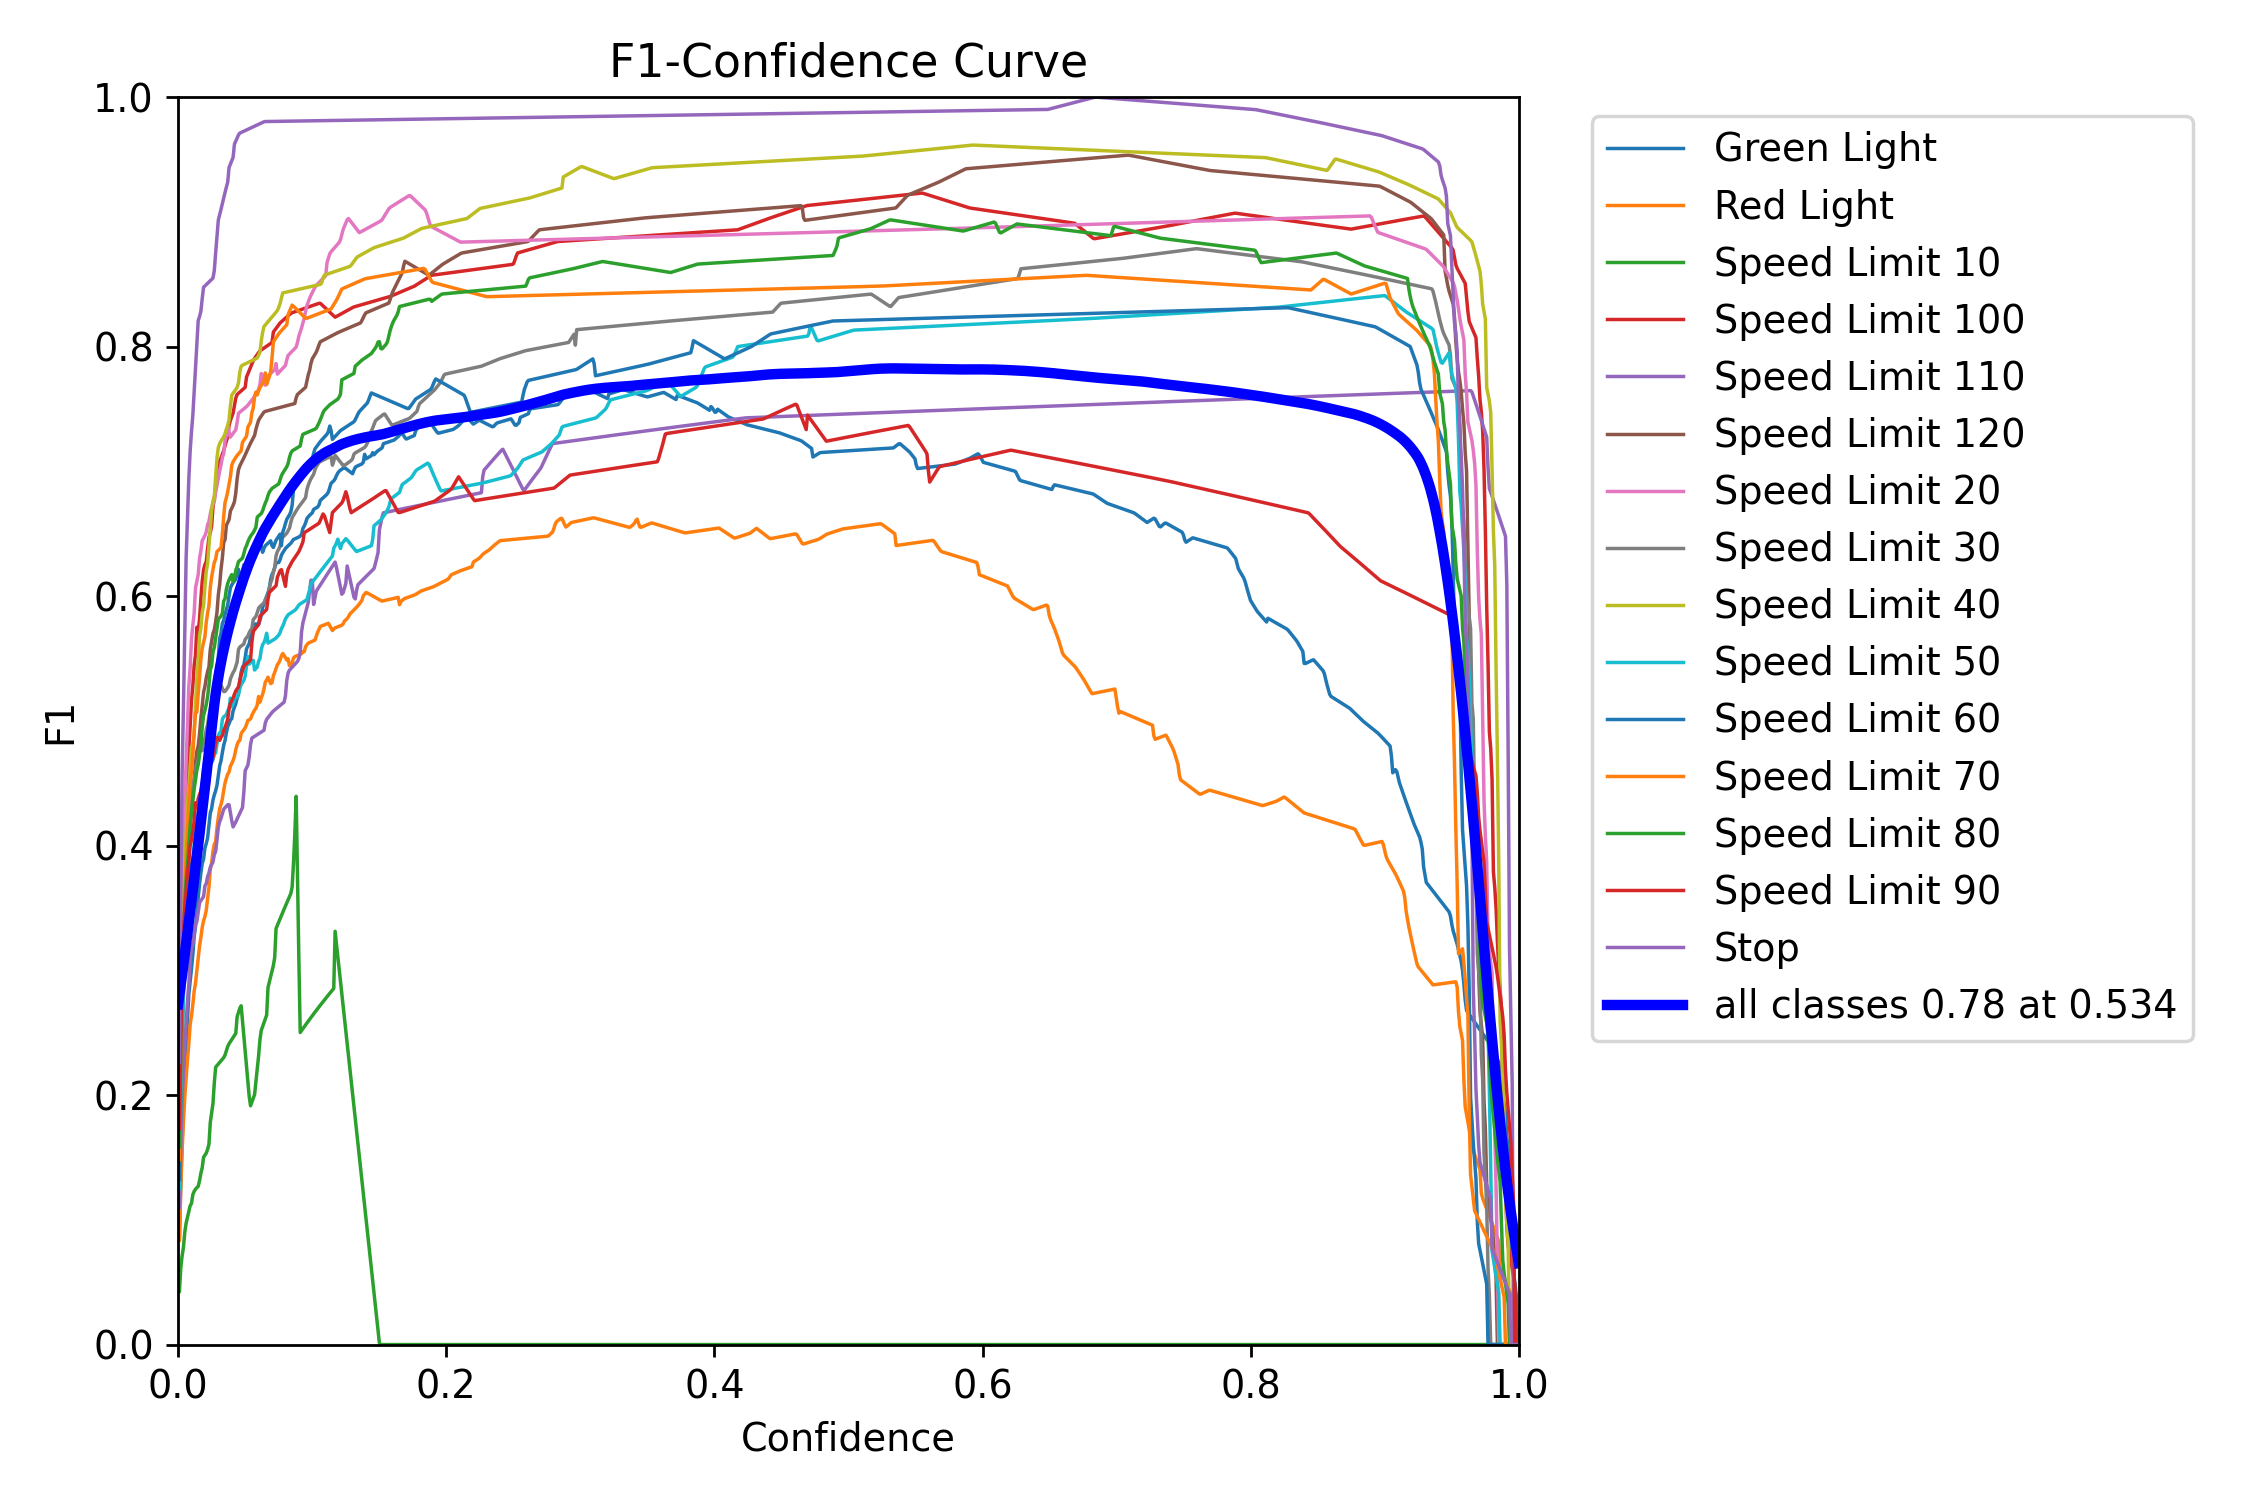 F1-Confidence Curve
1.0
0.8
0.6
0.4
0.2
0.0
F1
0.0 0.2 0.4 0.6 0.8 1.0
Confidence
Green Light
Red Light
Speed Limit 10
Speed Limit 100
Speed Limit 110
Speed Limit 120
Speed Limit 20
Speed Limit 30
Speed Limit 40
Speed Limit 50
Speed Limit 60
Speed Limit 70
Speed Limit 80
Speed Limit 90
Stop
all classes 0.78 at 0.534